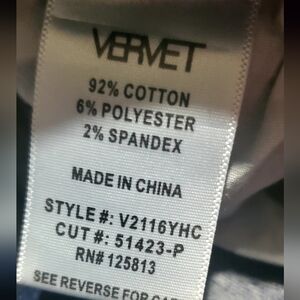 VERVET
92% COTTON
6% POLYESTER
2% SPANDEX
MADE IN CHINA
STYLE #: V2116YHC
CUT #: 51423-P
RN# 125813
SEE REVERSE FOR